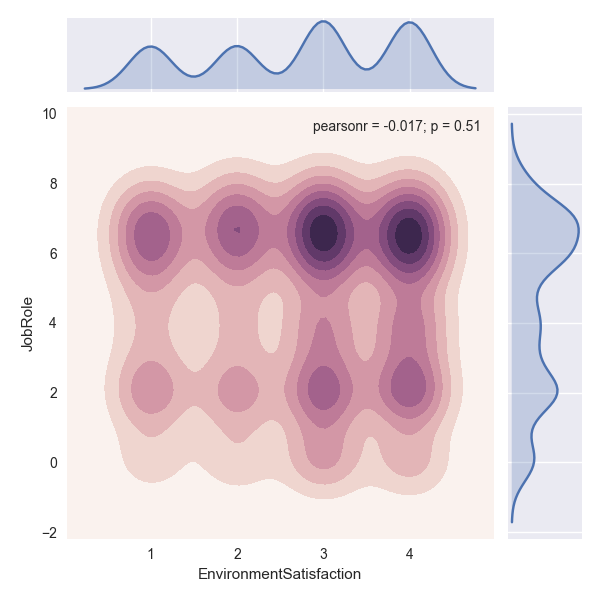 pearsonr = -0.017; p = 0.51
10
8
6
4
2
0
−2
JobRole
1 2 3 4
EnvironmentSatisfaction